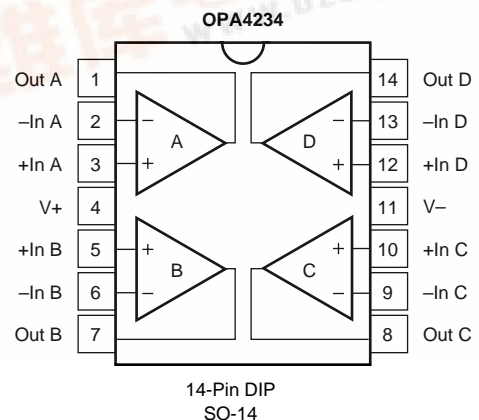 OPA4234
Out A 1 14 Out D
–In A 2 − A D − 13 –In D
+In A 3 + + 12 +In D
V+ 4 11 V–
+In B 5 + + 10 +In C
–In B 6 − B C − 9 –In C
Out B 7 8 Out C
14-Pin DIP
SO-14